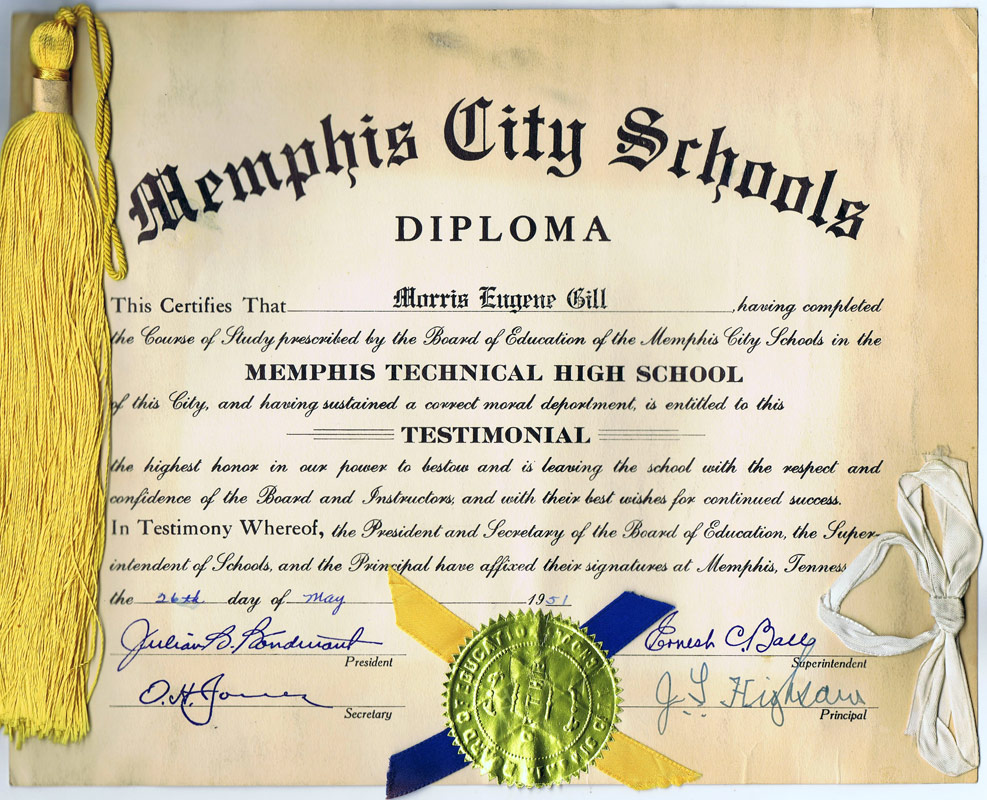 Memphis City Schools
DIPLOMA
This Certifies That Morris Eugene Gill, having completed
the Course of Study prescribed by the Board of Education of the Memphis City Schools in the
MEMPHIS TECHNICAL HIGH SCHOOL
of this City, and having sustained a correct moral deportment, is entitled to this
TESTIMONIAL
the highest honor in our power to bestow and is leaving the school with the respect and
confidence of the Board and Instructors, and with their best wishes for continued success.
In Testimony Whereof, the President and Secretary of the Board of Education, the Super-
intendent of Schools, and the Principal have affixed their signatures at Memphis, Tenness
the 26th day of May 1951
Julian B. Bondurant
President
Ernest C. Ball
Superintendent
O. H. Jones
Secretary
J. L. Highsaw
Principal
BOARD OF EDUCATION